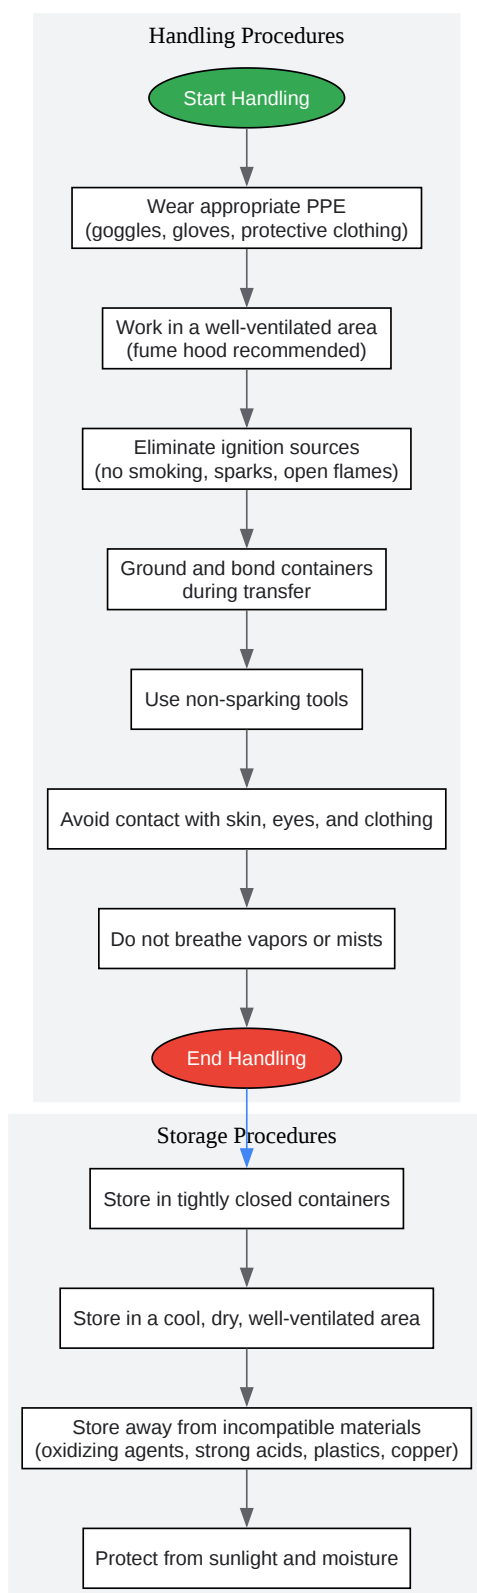 Handling Procedures
Start Handling
Wear appropriate PPE
(goggles, gloves, protective clothing)
Work in a well-ventilated area
(fume hood recommended)
Eliminate ignition sources
(no smoking, sparks, open flames)
Ground and bond containers
during transfer
Use non-sparking tools
Avoid contact with skin, eyes, and clothing
Do not breathe vapors or mists
End Handling
Storage Procedures
Store in tightly closed containers
Store in a cool, dry, well-ventilated area
Store away from incompatible materials
(oxidizing agents, strong acids, plastics, copper)
Protect from sunlight and moisture